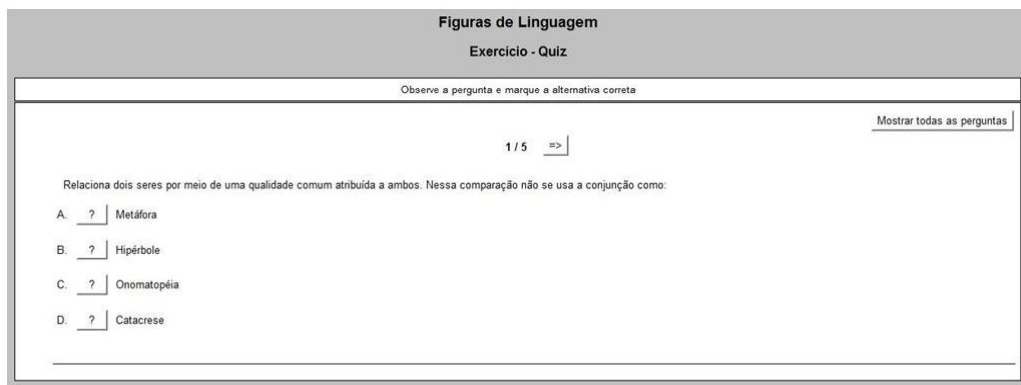 Figuras de Linguagem
Exercício - Quiz
Observe a pergunta e marque a alternativa correta
Mostrar todas as perguntas
1 / 5 =>
Relaciona dois seres por meio de uma qualidade comum atribuída a ambos. Nessa comparação não se usa a conjunção como:
A. ? Metáfora
B. ? Hipérbole
C. ? Onomatopéia
D. ? Catacrese